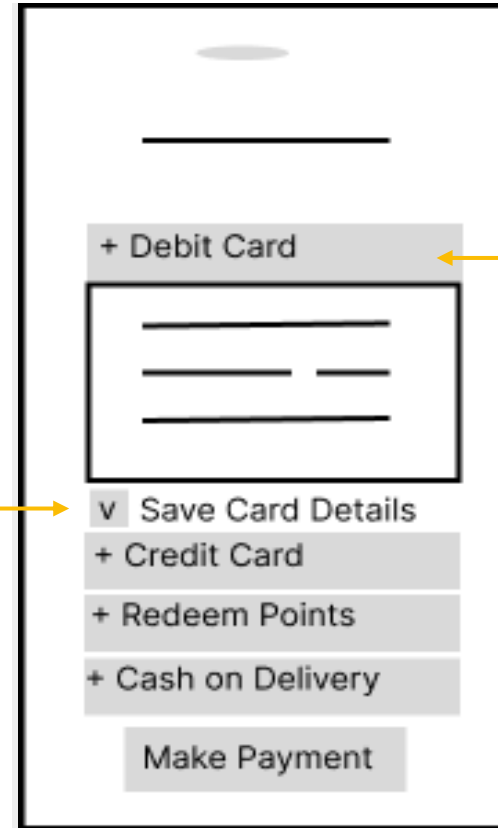 + Debit Card
v Save Card Details
+ Credit Card
+ Redeem Points
+ Cash on Delivery
Make Payment